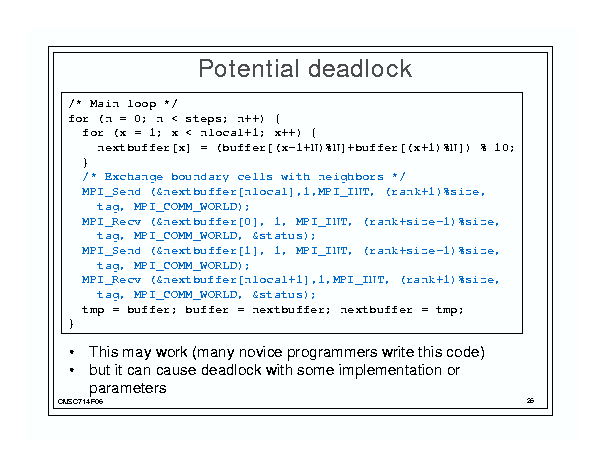 Potential deadlock
/* Main loop */
for (n = 0; n < steps; n++) {
for (x = 1; x < nlocal+1; x++) {
nextbuffer[x] = (buffer[(x-1+N)%N]+buffer[(x+1)%N]) % 10;
}
/* Exchange boundary cells with neighbors */
MPI_Send (&nextbuffer[nlocal],1,MPI_INT, (rank+1)%size,
tag, MPI_COMM_WORLD);
MPI_Recv (&nextbuffer[0], 1, MPI_INT, (rank+size-1)%size,
tag, MPI_COMM_WORLD, &status);
MPI_Send (&nextbuffer[1], 1, MPI_INT, (rank+size-1)%size,
tag, MPI_COMM_WORLD);
MPI_Recv (&nextbuffer[nlocal+1],1,MPI_INT, (rank+1)%size,
tag, MPI_COMM_WORLD, &status);
tmp = buffer; buffer = nextbuffer; nextbuffer = tmp;
}
• This may work (many novice programmers write this code)
• but it can cause deadlock with some implementation or
parameters
CMSC714F06 26